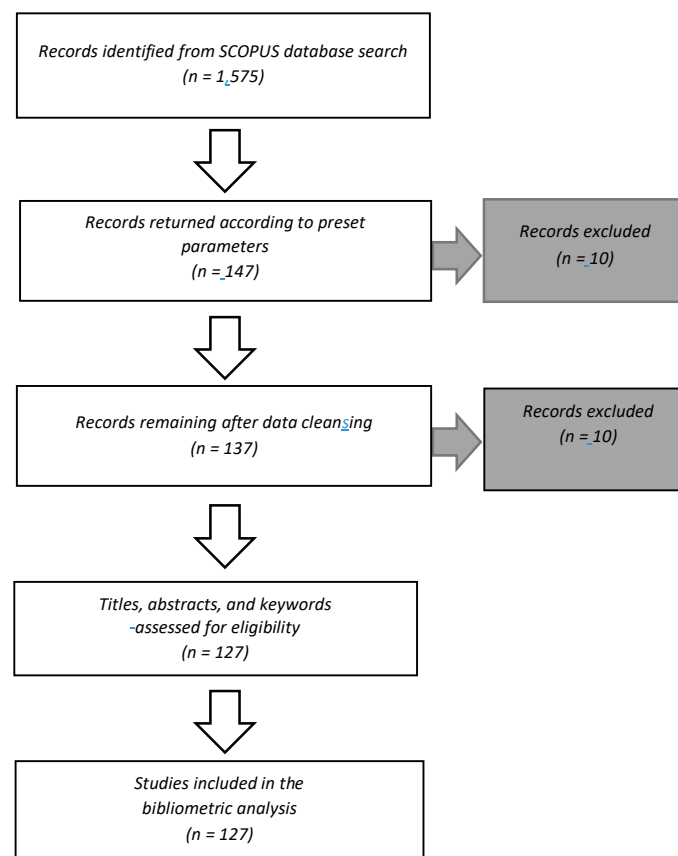 Records identified from SCOPUS database search
(n = 1,575)
Records returned according to preset
parameters
(n = 147)
Records excluded
(n = 10)
Records remaining after data cleansing
(n = 137)
Records excluded
(n = 10)
Titles, abstracts, and keywords
-assessed for eligibility
(n = 127)
Studies included in the
bibliometric analysis
(n = 127)